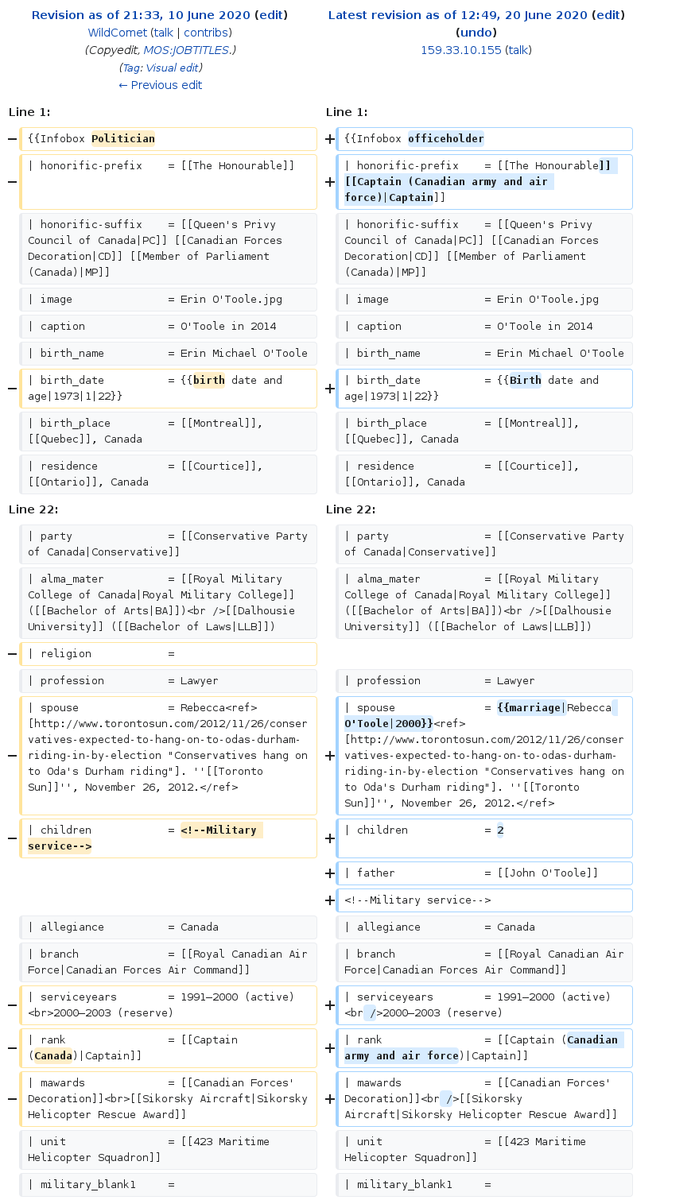 Revision as of 21:33, 10 June 2020 (edit)
WildComet (talk | contribs)
(Copyedit, MOS:JOBTITLES.)
(Tag: Visual edit)
← Previous edit
Latest revision as of 12:49, 20 June 2020 (edit)
(undo)
159.33.10.155 (talk)
Line 1:
Line 1:
− {{Infobox Politician
+ {{Infobox officeholder
− | honorific-prefix = [[The Honourable]]
+ | honorific-prefix = [[The Honourable]]
[[Captain (Canadian army and air
force)|Captain]]
| honorific-suffix = [[Queen's Privy
Council of Canada|PC]] [[Canadian Forces
Decoration|CD]] [[Member of Parliament
(Canada)|MP]]
| honorific-suffix = [[Queen's Privy
Council of Canada|PC]] [[Canadian Forces
Decoration|CD]] [[Member of Parliament
(Canada)|MP]]
| image = Erin O'Toole.jpg
| image = Erin O'Toole.jpg
| caption = O'Toole in 2014
| caption = O'Toole in 2014
| birth_name = Erin Michael O'Toole
| birth_name = Erin Michael O'Toole
− | birth_date = {{birth date and
age|1973|1|22}}
+ | birth_date = {{Birth date and
age|1973|1|22}}
| birth_place = [[Montreal]],
[[Quebec]], Canada
| birth_place = [[Montreal]],
[[Quebec]], Canada
| residence = [[Courtice]],
[[Ontario]], Canada
| residence = [[Courtice]],
[[Ontario]], Canada
Line 22:
Line 22:
| party = [[Conservative Party
of Canada|Conservative]]
| party = [[Conservative Party
of Canada|Conservative]]
| alma_mater = [[Royal Military
College of Canada|Royal Military College]]
([[Bachelor of Arts|BA]])<br />[[Dalhousie
University]] ([[Bachelor of Laws|LLB]])
| alma_mater = [[Royal Military
College of Canada|Royal Military College]]
([[Bachelor of Arts|BA]])<br />[[Dalhousie
University]] ([[Bachelor of Laws|LLB]])
− | religion =
| profession = Lawyer
| profession = Lawyer
− | spouse = Rebecca<ref>
[http://www.torontosun.com/2012/11/26/conser
vatives-expected-to-hang-on-to-odas-durham-
riding-in-by-election "Conservatives hang on
to Oda's Durham riding"]. ''[[Toronto
Sun]]'', November 26, 2012.</ref>
+ | spouse = {{marriage|Rebecca
O'Toole|2000}}<ref>
[http://www.torontosun.com/2012/11/26/conser
vatives-expected-to-hang-on-to-odas-durham-
riding-in-by-election "Conservatives hang on
to Oda's Durham riding"]. ''[[Toronto
Sun]]'', November 26, 2012.</ref>
− | children = <!--Military
service-->
+ | children = 2
+ | father = [[John O'Toole]]
+ <!--Military service-->
| allegiance = Canada
| allegiance = Canada
| branch = [[Royal Canadian Air
Force|Canadian Forces Air Command]]
| branch = [[Royal Canadian Air
Force|Canadian Forces Air Command]]
− | serviceyears = 1991–2000 (active)
<br>2000–2003 (reserve)
+ | serviceyears = 1991–2000 (active)
<br />2000–2003 (reserve)
− | rank = [[Captain
(Canada)|Captain]]
+ | rank = [[Captain (Canadian
army and air force)|Captain]]
− | mawards = [[Canadian Forces'
Decoration]]<br>[[Sikorsky Aircraft|Sikorsky
Helicopter Rescue Award]]
+ | mawards = [[Canadian Forces'
Decoration]]<br />[[Sikorsky
Aircraft|Sikorsky Helicopter Rescue Award]]
| unit = [[423 Maritime
Helicopter Squadron]]
| unit = [[423 Maritime
Helicopter Squadron]]
| military_blank1 =
| military_blank1 =